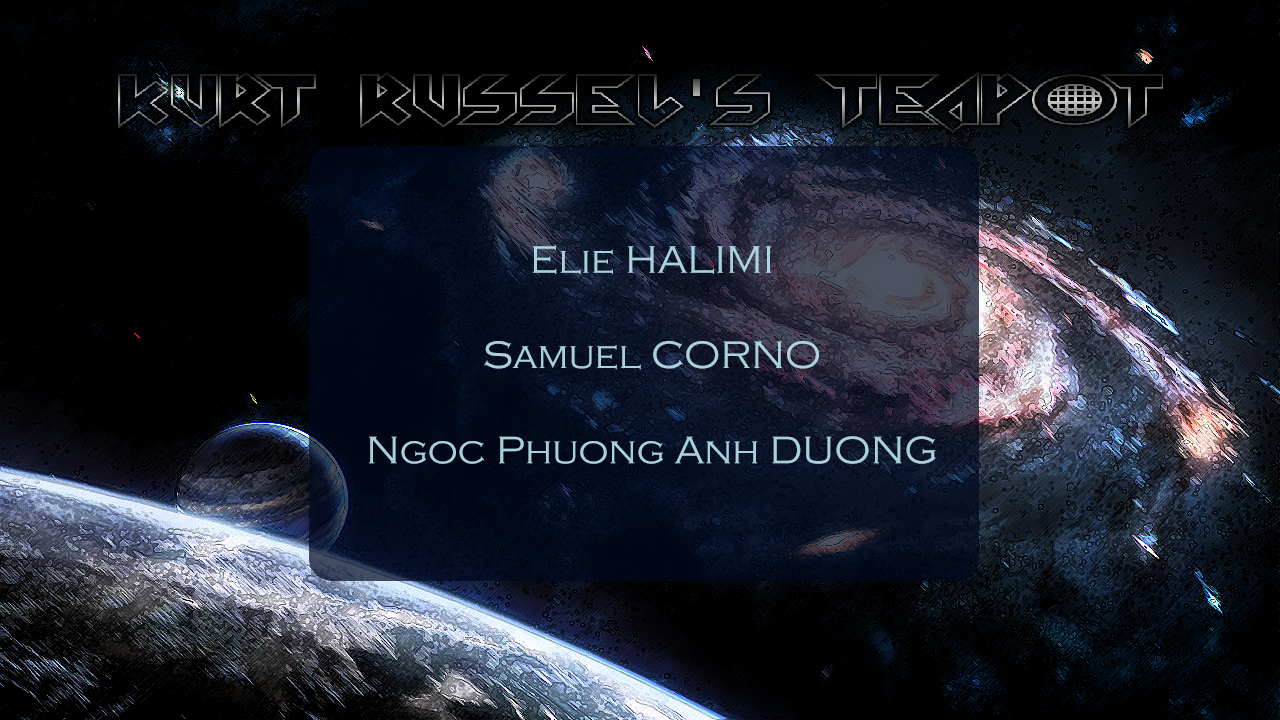 KURT RUSSEL'S TEAPOT
Elie HALIMI
Samuel CORNO
Ngoc Phuong Anh DUONG